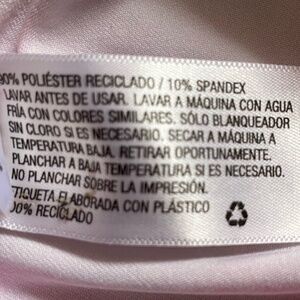 90% POLIÉSTER RECICLADO / 10% SPANDEX
LAVAR ANTES DE USAR. LAVAR A MÁQUINA CON AGUA
FRÍA CON COLORES SIMILARES. SÓLO BLANQUEADOR
SIN CLORO SI ES NECESARIO. SECAR A MÁQUINA A
TEMPERATURA BAJA. RETIRAR OPORTUNAMENTE.
PLANCHAR A BAJA TEMPERATURA SI ES NECESARIO.
NO PLANCHAR SOBRE LA IMPRESIÓN.
ETIQUETA ELABORADA CON PLÁSTICO
00% RECICLADO